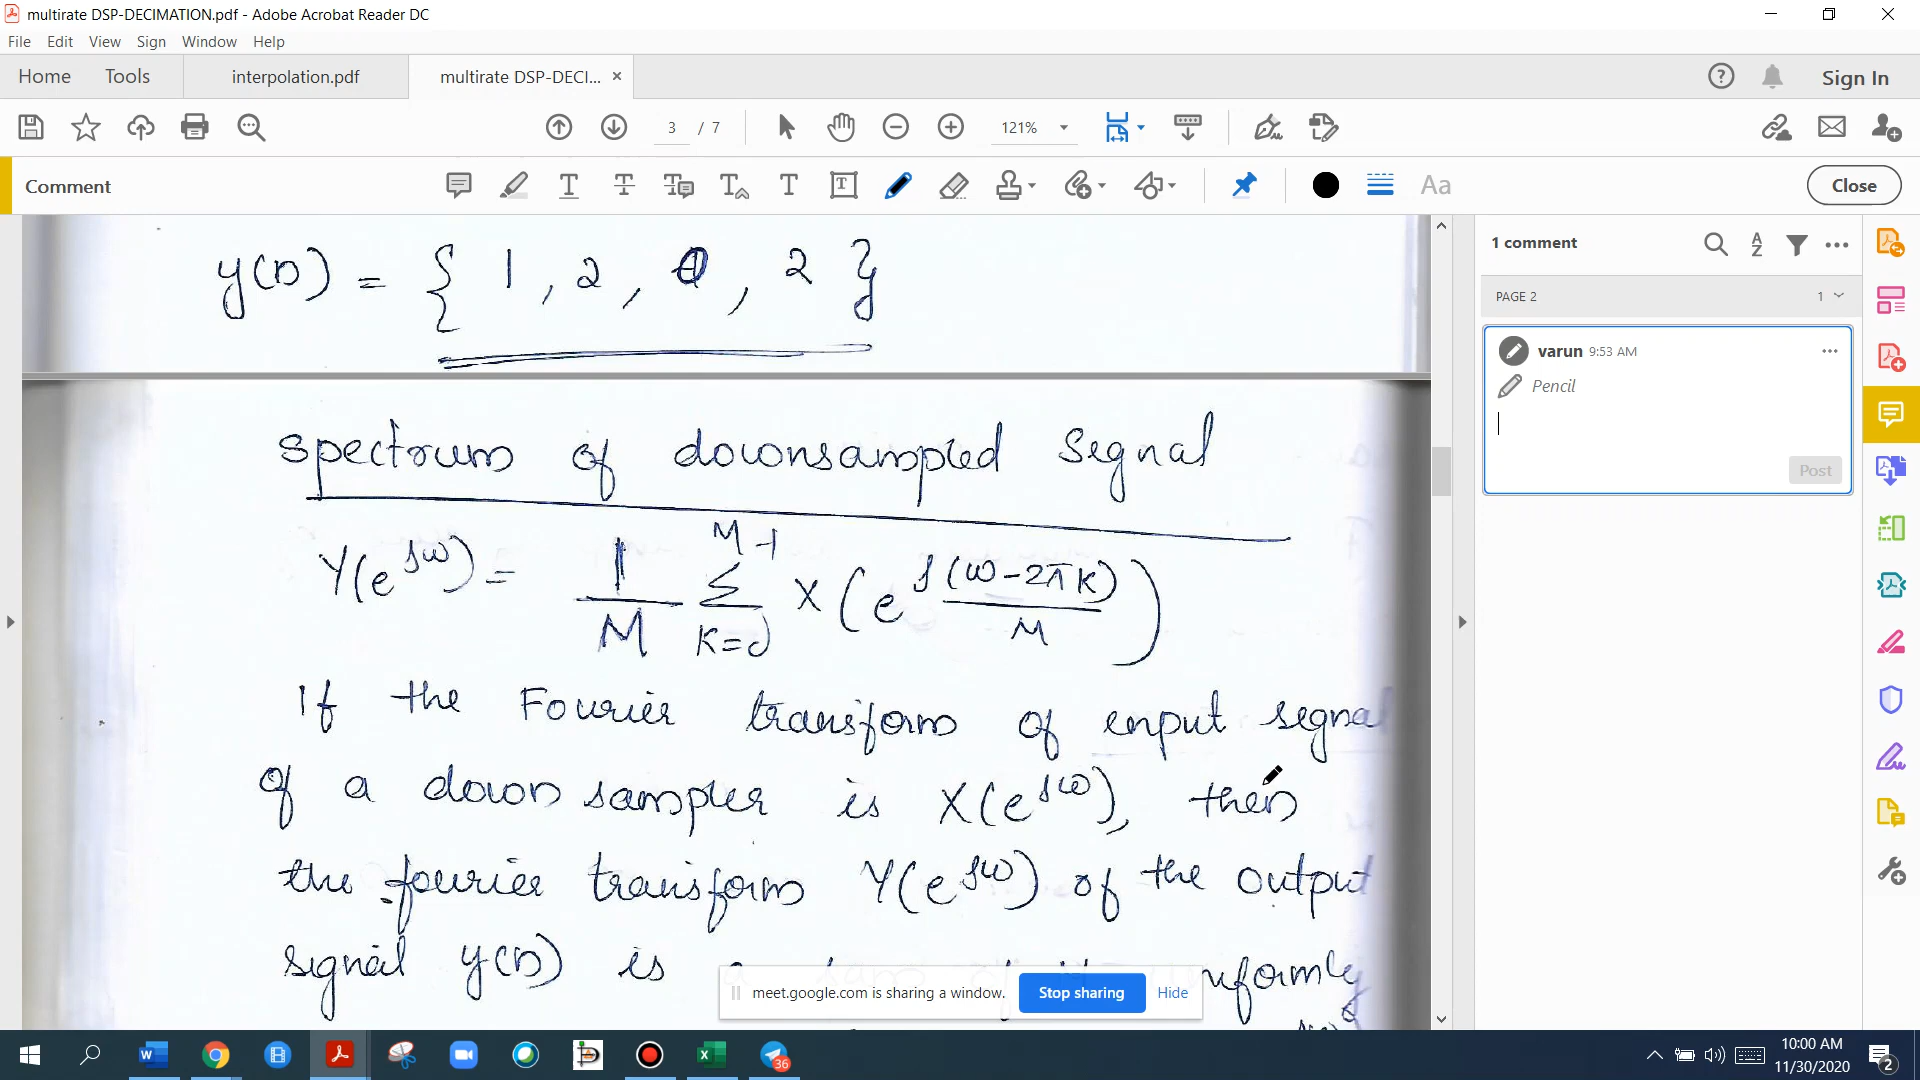 multirate DSP-DECIMATION.pdf - Adobe Acrobat Reader DC
File Edit View Sign Window Help
Home Tools interpolation.pdf multirate DSP-DECI... × Sign In
3 / 7 121%
Comment Close
y(n) = { 1 , 2 , , 2 }
spectrum of downsampled Signal
Y(e^jω) = 1/M Σ_{K=0}^{M-1} X(e^{j(ω-2πK)/M})
If the Fourier transform of input signal
of a down sampler is X(e^jω), then
the fourier transform Y(e^jω) of the output
signal y(n) is uniformly
1 comment
PAGE 2 1
varun 9:53 AM
Pencil
Post
meet.google.com is sharing a window. Stop sharing Hide
36
10:00 AM
11/30/2020
2